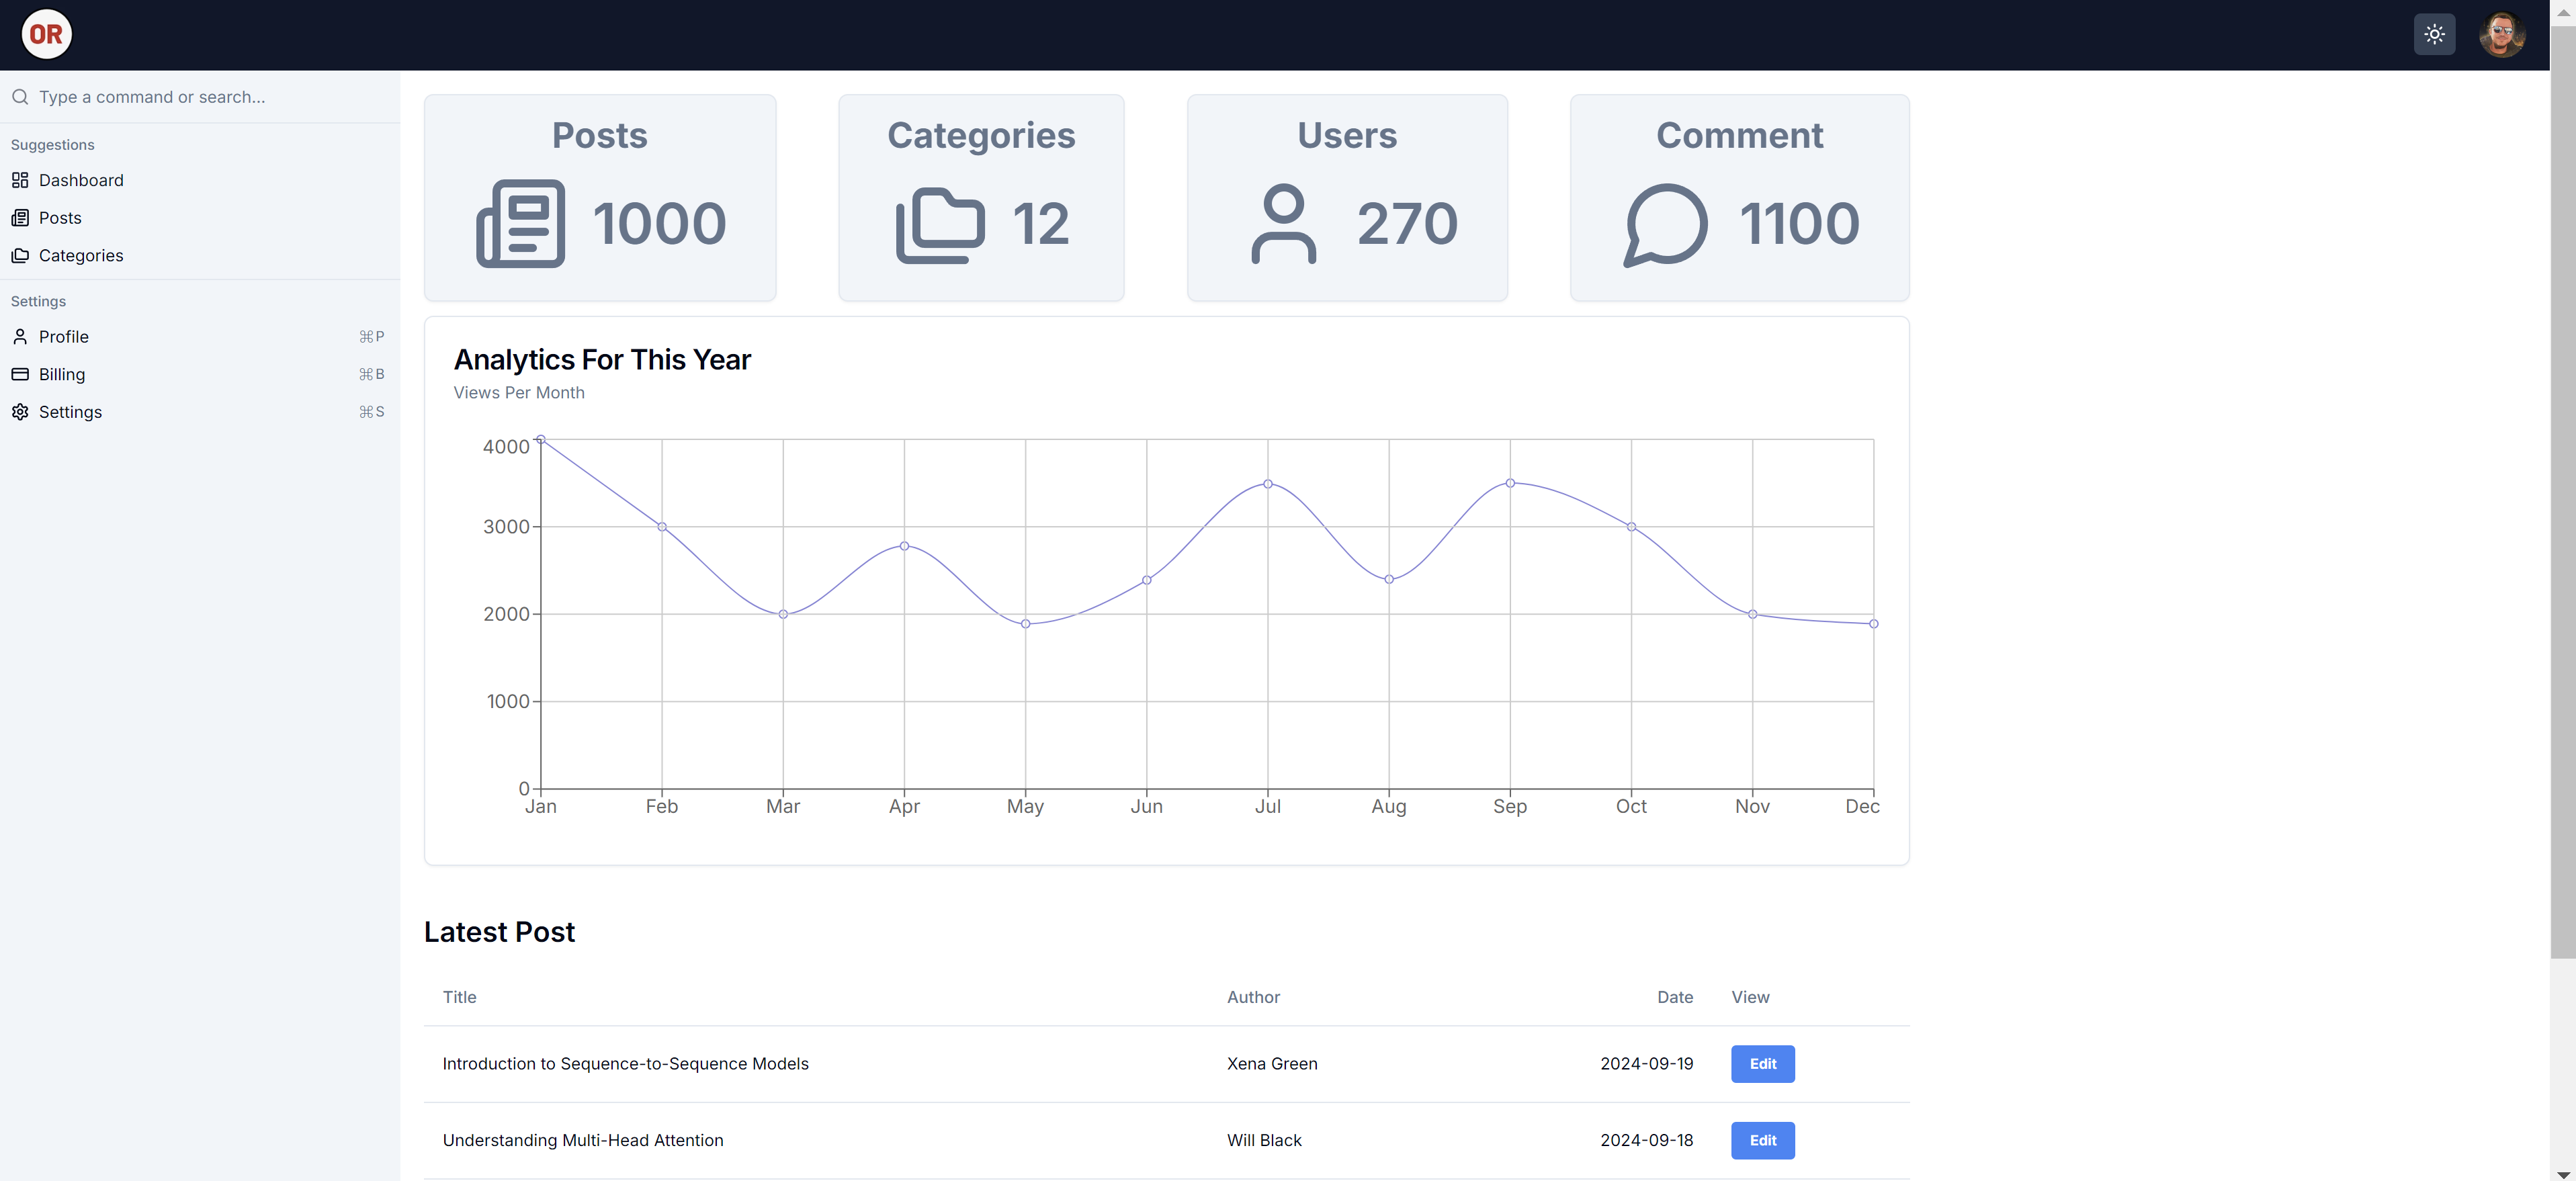 OR
Type a command or search...
Suggestions
Dashboard
Posts
Categories
Settings
Profile ⌘P
Billing ⌘B
Settings ⌘S
Posts
1000
Categories
12
Users
270
Comment
1100
Analytics For This Year
Views Per Month
4000
3000
2000
1000
0
Jan Feb Mar Apr May Jun Jul Aug Sep Oct Nov Dec
Latest Post
Title Author Date View
Introduction to Sequence-to-Sequence Models Xena Green 2024-09-19 Edit
Understanding Multi-Head Attention Will Black 2024-09-18 Edit